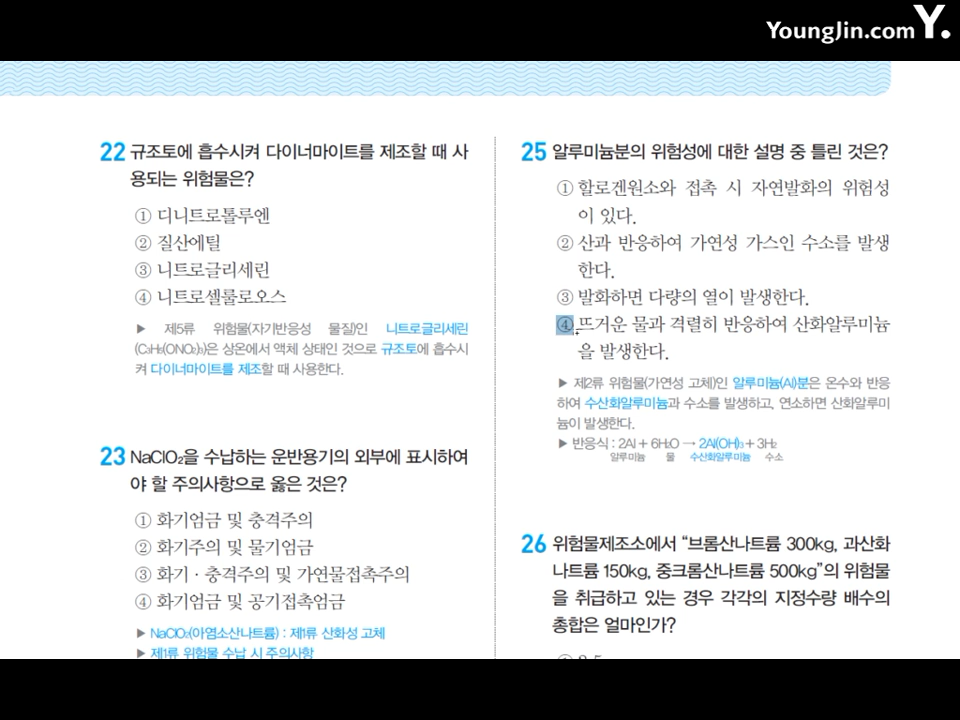 YoungJin.com Y.
22 규조토에 흡수시켜 다이너마이트를 제조할 때 사
용되는 위험물은?
① 디니트로톨루엔
② 질산에틸
③ 니트로글리세린
④ 니트로셀룰로오스
▶ 제5류 위험물(자기반응성 물질)인 니트로글리세린
(C₃H₅(ONO₂)₃)은 상온에서 액체 상태인 것으로 규조토에 흡수시
켜 다이너마이트를 제조할 때 사용한다.
23 NaClO₂을 수납하는 운반용기의 외부에 표시하여
야 할 주의사항으로 옳은 것은?
① 화기엄금 및 충격주의
② 화기주의 및 물기엄금
③ 화기·충격주의 및 가연물접촉주의
④ 화기엄금 및 공기접촉엄금
▶ NaClO₂(아염소산나트륨) : 제1류 산화성 고체
▶ 제1류 위험물 수납 시 주의사항
25 알루미늄분의 위험성에 대한 설명 중 틀린 것은?
① 할로겐원소와 접촉 시 자연발화의 위험성
이 있다.
② 산과 반응하여 가연성 가스인 수소를 발생
한다.
③ 발화하면 다량의 열이 발생한다.
④ 뜨거운 물과 격렬히 반응하여 산화알루미늄
을 발생한다.
▶ 제2류 위험물(가연성 고체)인 알루미늄(Al)분은 온수와 반응
하여 수산화알루미늄과 수소를 발생하고, 연소하면 산화알루미
늄이 발생한다.
▶ 반응식 : 2Al + 6H₂O → 2Al(OH)₃ + 3H₂
알루미늄 물 수산화알루미늄 수소
26 위험물제조소에서 “브롬산나트륨 300kg, 과산화
나트륨 150kg, 중크롬산나트륨 500kg”의 위험물
을 취급하고 있는 경우 각각의 지정수량 배수의
총합은 얼마인가?